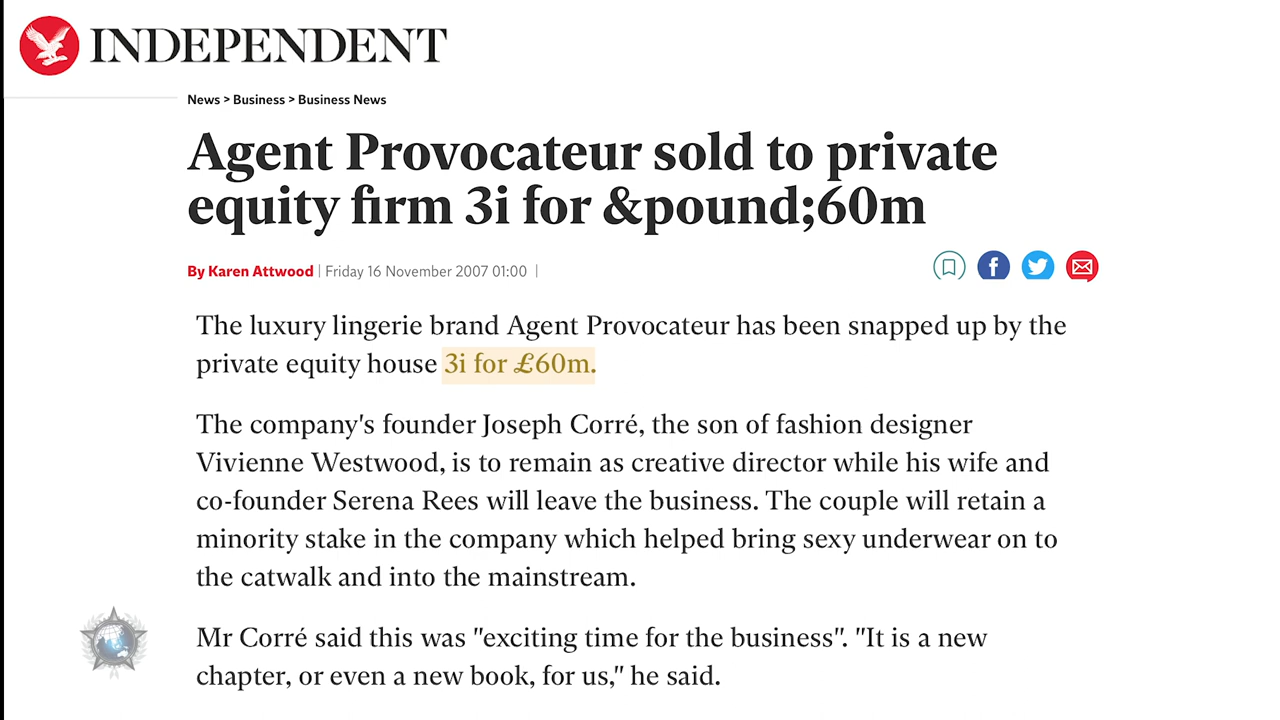 INDEPENDENT
News > Business > Business News
Agent Provocateur sold to private
equity firm 3i for &pound;60m
By Karen Attwood | Friday 16 November 2007 01:00 |
The luxury lingerie brand Agent Provocateur has been snapped up by the
private equity house 3i for £60m.
The company's founder Joseph Corré, the son of fashion designer
Vivienne Westwood, is to remain as creative director while his wife and
co-founder Serena Rees will leave the business. The couple will retain a
minority stake in the company which helped bring sexy underwear on to
the catwalk and into the mainstream.
Mr Corré said this was "exciting time for the business". "It is a new
chapter, or even a new book, for us," he said.